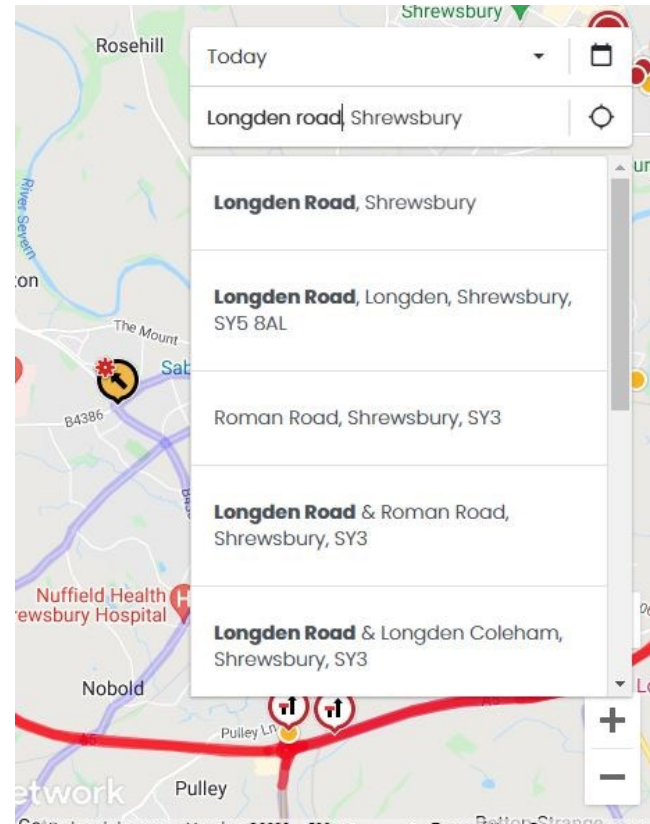 Shrewsbury
Rosehill
Today
Longden road, Shrewsbury
Longden Road, Shrewsbury
River Severn
Longden Road, Longden, Shrewsbury,
SY5 8AL
The Mount
B4386
Roman Road, Shrewsbury, SY3
Longden Road & Roman Road,
Shrewsbury, SY3
Nuffield Health
Longden Road & Longden Coleham,
Shrewsbury, SY3
Nobold
Pulley Ln
A5
A5
Pulley